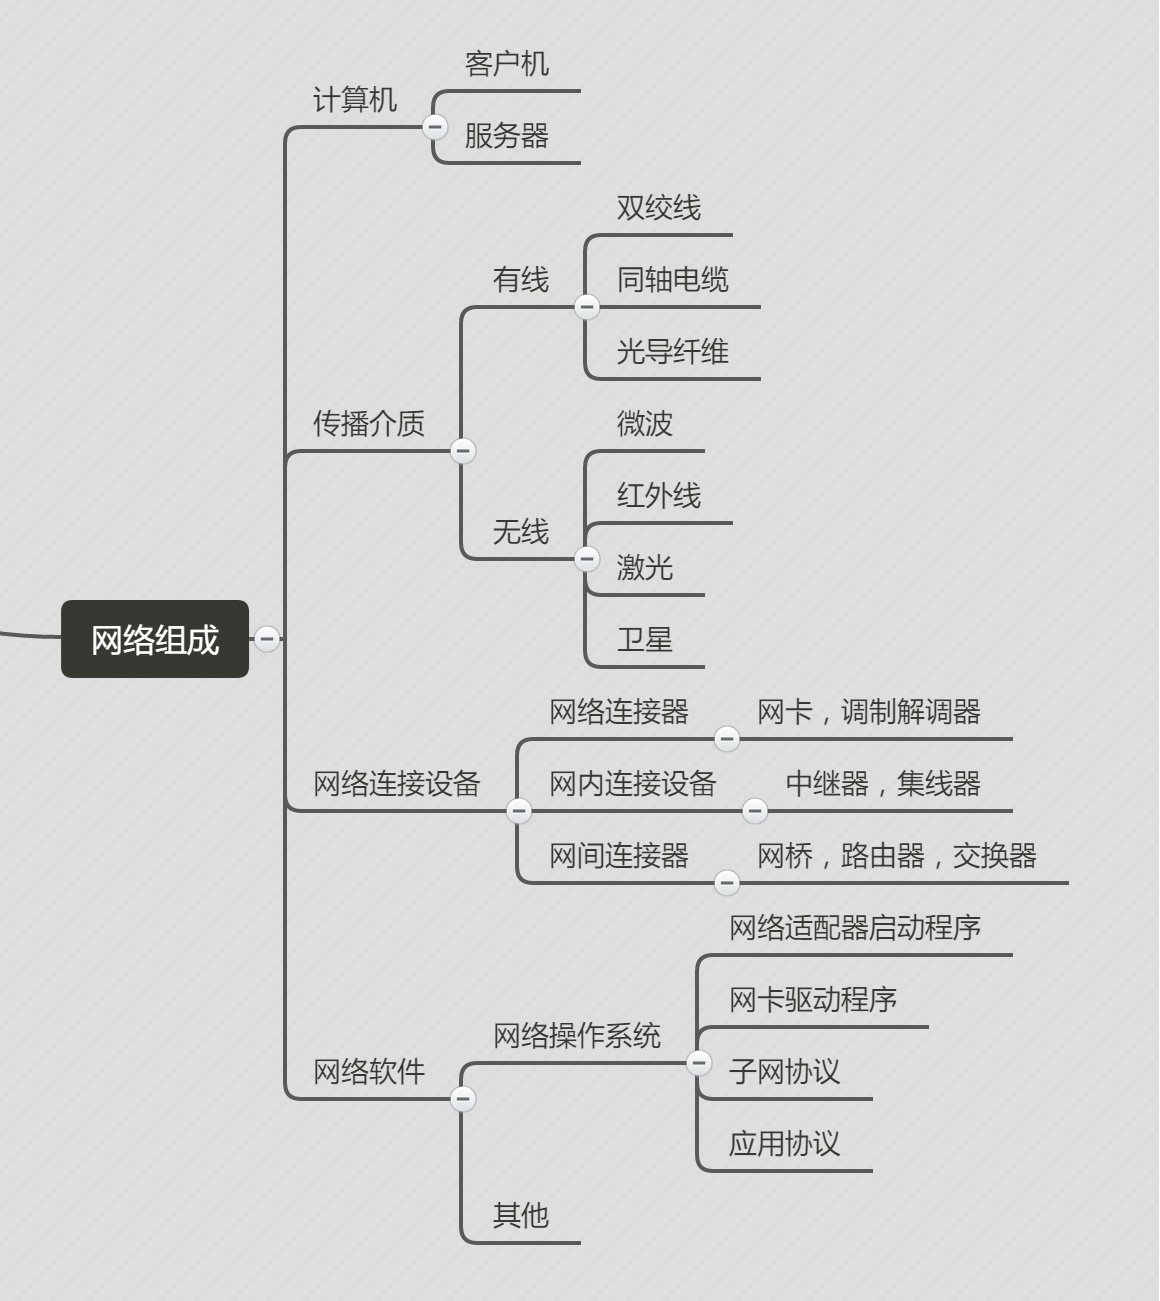 网络组成
计算机
客户机
服务器
传播介质
有线
双绞线
同轴电缆
光导纤维
无线
微波
红外线
激光
卫星
网络连接设备
网络连接器
网卡，调制解调器
网内连接设备
中继器，集线器
网间连接器
网桥，路由器，交换器
网络软件
网络操作系统
网络适配器启动程序
网卡驱动程序
子网协议
应用协议
其他